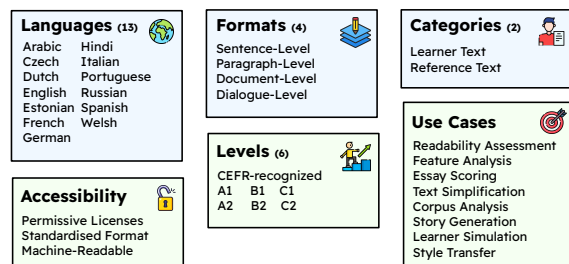 Languages (13)
Arabic Hindi
Czech Italian
Dutch Portuguese
English Russian
Estonian Spanish
French Welsh
German
Accessibility
Permissive Licenses
Standardised Format
Machine-Readable
Formats (4)
Sentence-Level
Paragraph-Level
Document-Level
Dialogue-Level
Levels (6)
CEFR-recognized
A1 B1 C1
A2 B2 C2
Categories (2)
Learner Text
Reference Text
Use Cases
Readability Assessment
Feature Analysis
Essay Scoring
Text Simplification
Corpus Analysis
Story Generation
Learner Simulation
Style Transfer